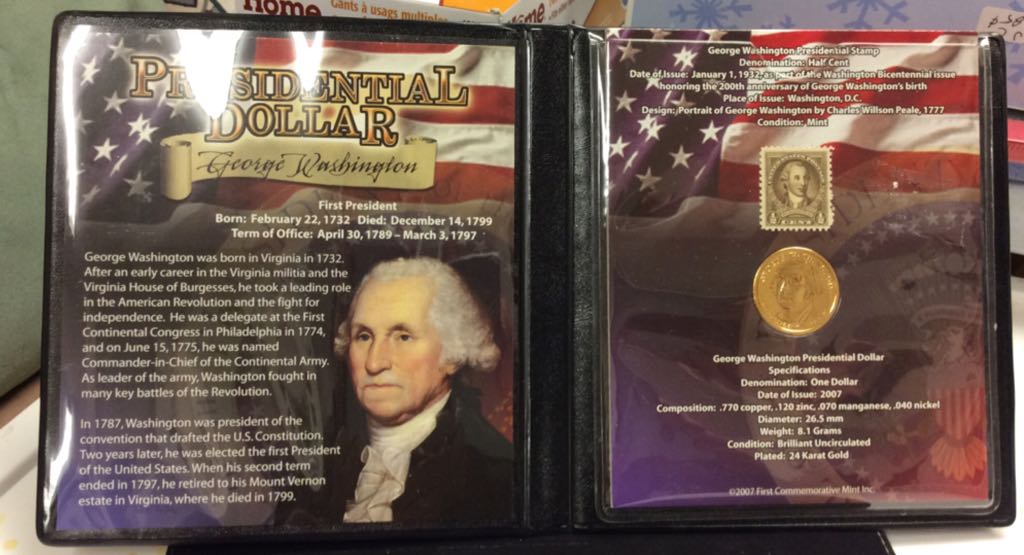 Home
Gants à usags multiples
Home
PRESIDENTIAL
DOLLAR
George Washington
First President
Born: February 22, 1732 Died: December 14, 1799
Term of Office: April 30, 1789 – March 3, 1797
George Washington was born in Virginia in 1732.
After an early career in the Virginia militia and the
Virginia House of Burgesses, he took a leading role
in the American Revolution and the fight for
independence. He was a delegate at the First
Continental Congress in Philadelphia in 1774,
and on June 15, 1775, he was named
Commander-in-Chief of the Continental Army.
As leader of the army, Washington fought in
many key battles of the Revolution.
In 1787, Washington was president of the
convention that drafted the U.S. Constitution.
Two years later, he was elected the first President
of the United States. When his second term
ended in 1797, he retired to his Mount Vernon
estate in Virginia, where he died in 1799.
George Washington Presidential Stamp
Denomination: Half Cent
Date of Issue: January 1, 1932, as part of the Washington Bicentennial issue
honoring the 200th anniversary of George Washington's birth
Place of Issue: Washington, D.C.
Design: Portrait of George Washington by Charles Willson Peale, 1777
Condition: Mint
½ CENT ½
George Washington Presidential Dollar
Specifications
Denomination: One Dollar
Date of Issue: 2007
Composition: .770 copper, .120 zinc, .070 manganese, .040 nickel
Diameter: 26.5 mm
Weight: 8.1 Grams
Condition: Brilliant Uncirculated
Plated: 24 Karat Gold
©2007 First Commemorative Mint Inc.